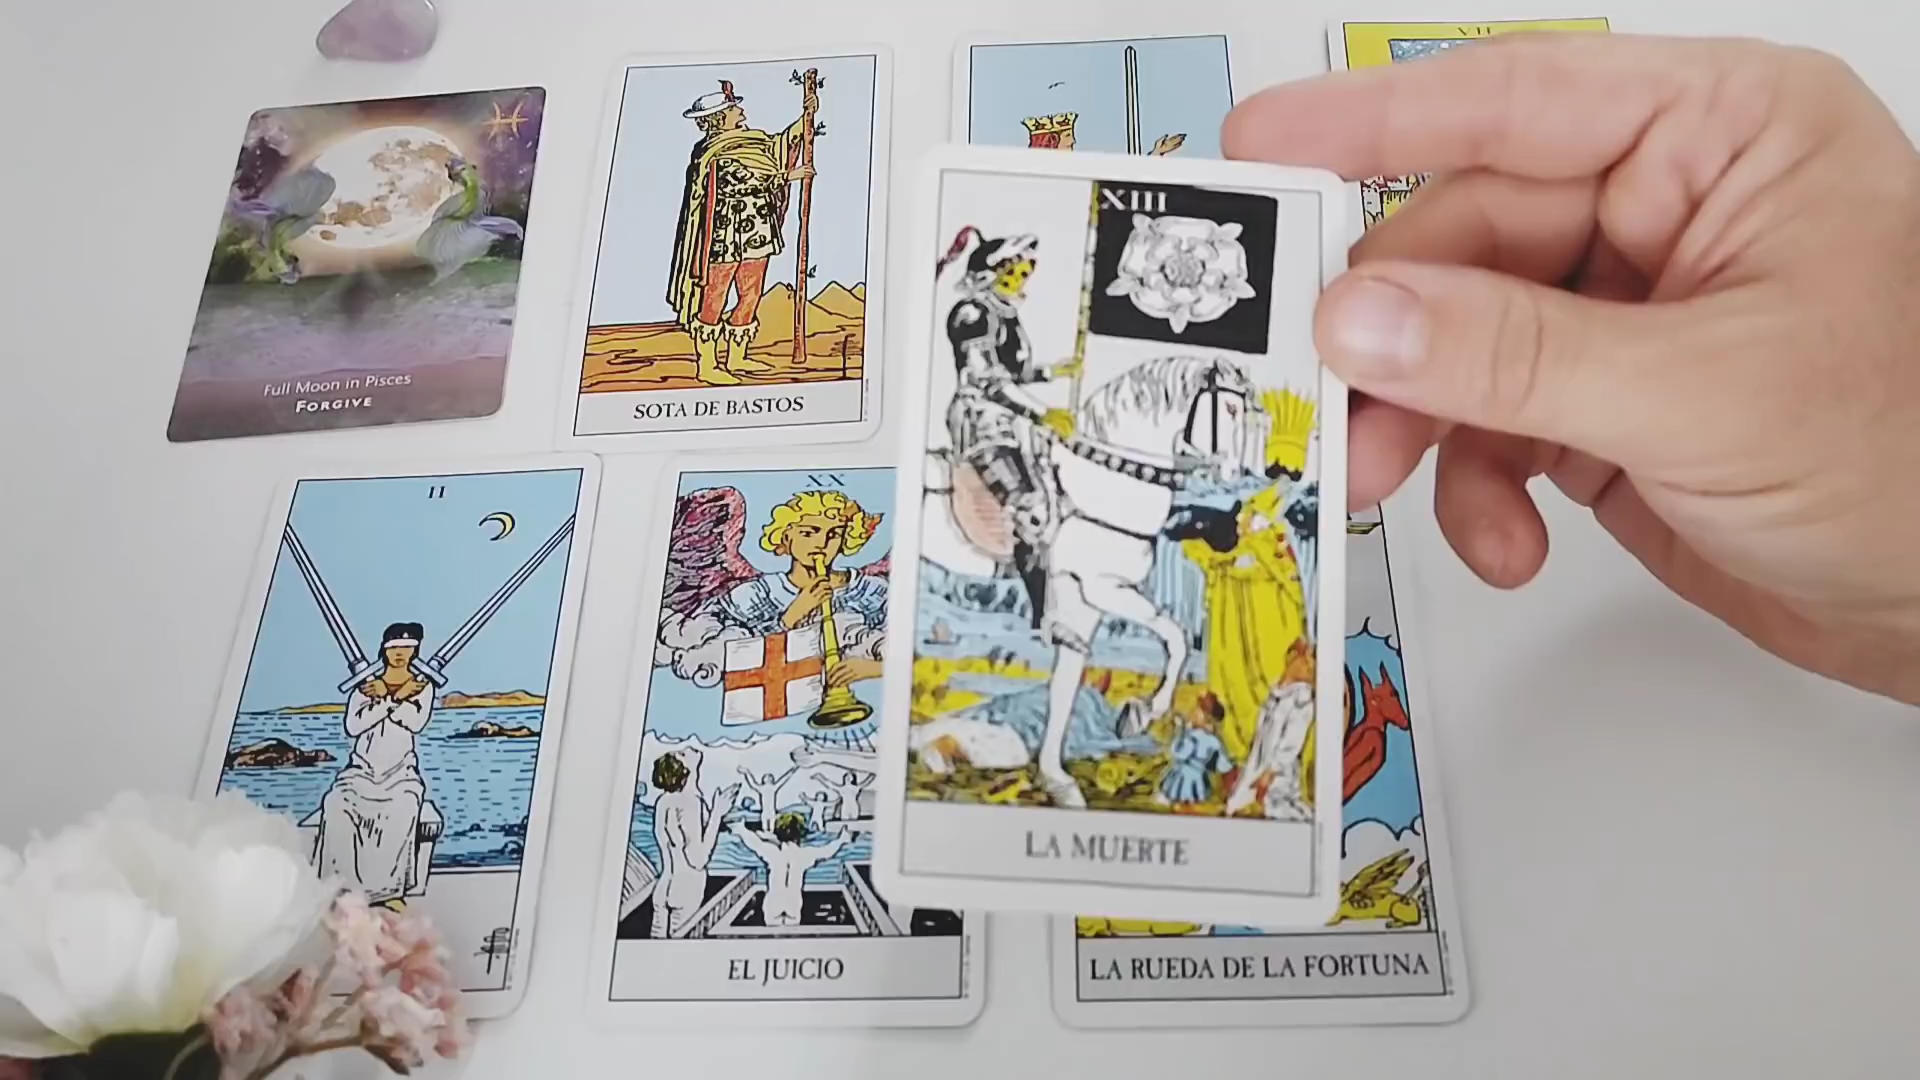 VII
Full Moon in Pisces
FORGIVE
SOTA DE BASTOS
XIII
LA MUERTE
II
XX
EL JUICIO
LA RUEDA DE LA FORTUNA